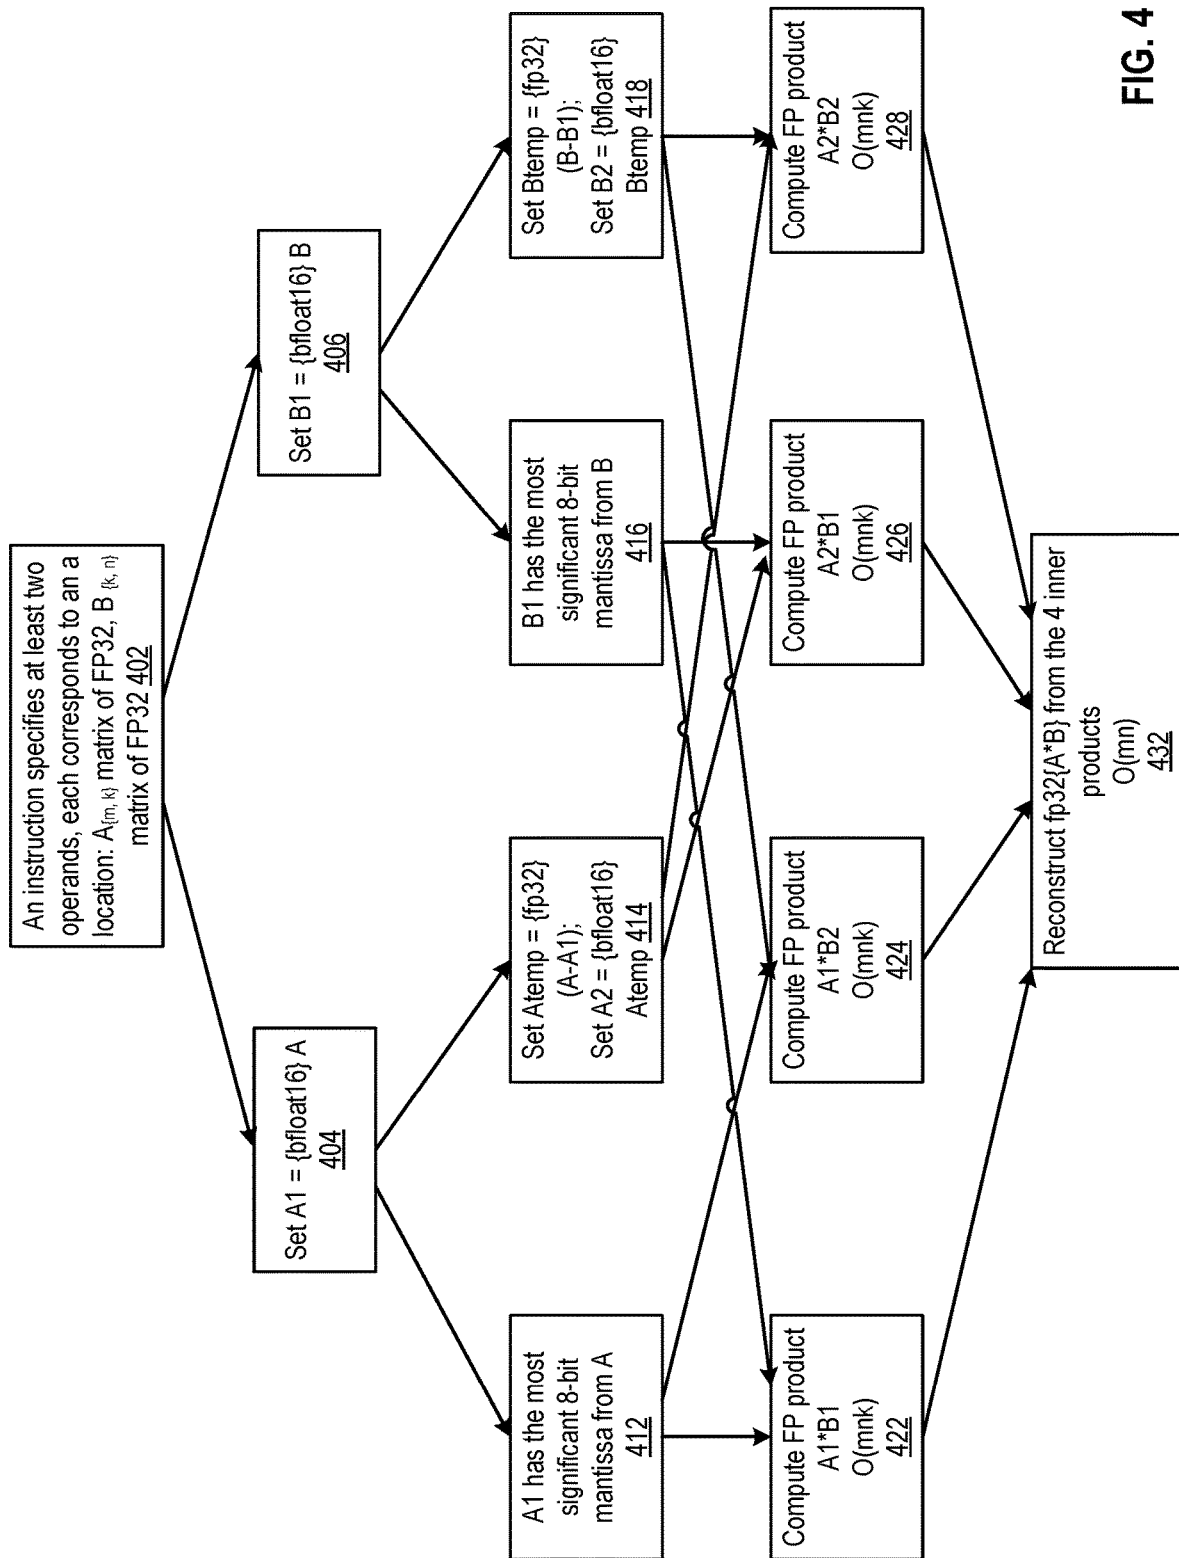 An instruction specifies at least two
operands, each corresponds to an a
location: A{m, k} matrix of FP32, B {k, n}
matrix of FP32 402
Set A1 = {bfloat16} A
404
Set B1 = {bfloat16} B
406
A1 has the most
significant 8-bit
mantissa from A
412
Set Atemp = {fp32}
(A-A1);
Set A2 = {bfloat16}
Atemp 414
B1 has the most
significant 8-bit
mantissa from B
416
Set Btemp = {fp32}
(B-B1);
Set B2 = {bfloat16}
Btemp 418
Compute FP product
A1*B1
O(mnk)
422
Compute FP product
A1*B2
O(mnk)
424
Compute FP product
A2*B1
O(mnk)
426
Compute FP product
A2*B2
O(mnk)
428
Reconstruct fp32{A*B} from the 4 inner
products
O(mn)
432
FIG. 4